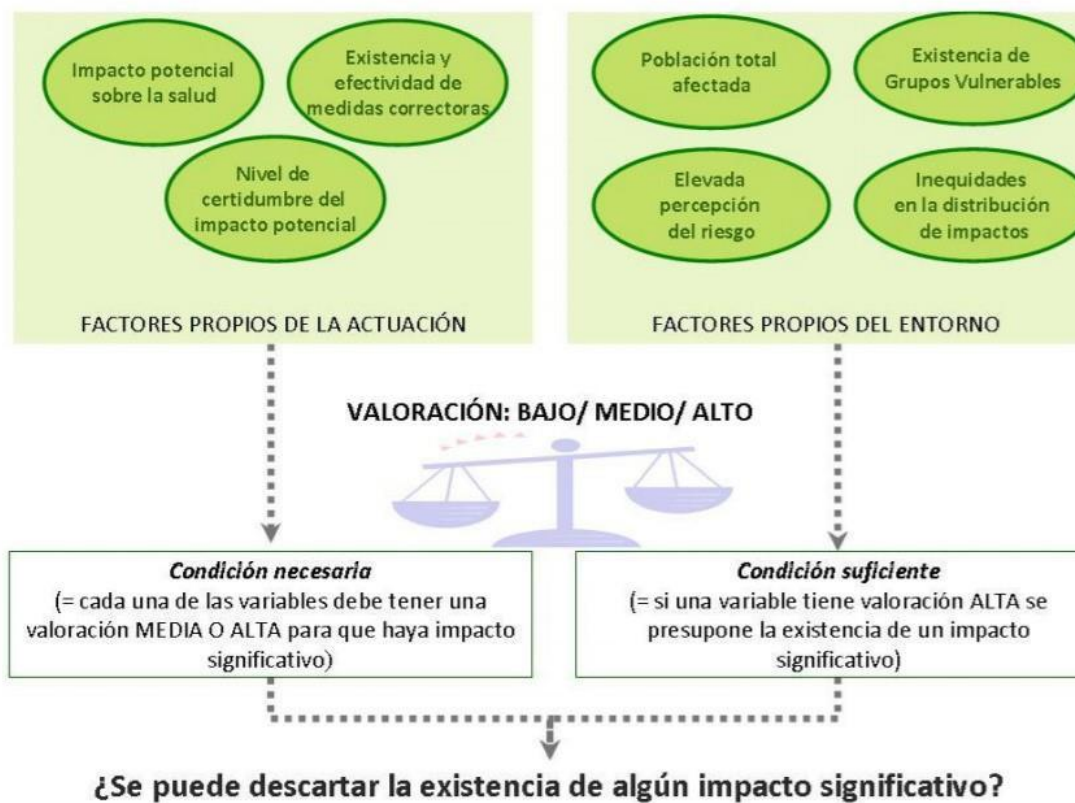 Impacto potencial
sobre la salud
Existencia y
efectividad de
medidas correctoras
Nivel de
certidumbre del
impacto potencial
FACTORES PROPIOS DE LA ACTUACIÓN
Población total
afectada
Existencia de
Grupos Vulnerables
Elevada
percepción
del riesgo
Inequidades
en la distribución
de impactos
FACTORES PROPIOS DEL ENTORNO
VALORACIÓN: BAJO/ MEDIO/ ALTO
Condición necesaria
(= cada una de las variables debe tener una
valoración MEDIA O ALTA para que haya impacto
significativo)
Condición suficiente
(= si una variable tiene valoración ALTA se
presupone la existencia de un impacto
significativo)
¿Se puede descartar la existencia de algún impacto significativo?